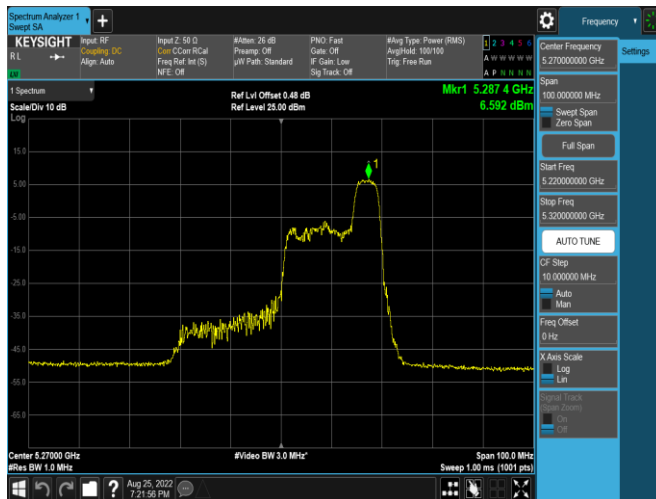 Spectrum Analyzer 1
Swept SA
+
Frequency
KEYSIGHT
R L
Input: RF
Coupling: DC
Align: Auto
Input Z: 50 Ω
Corr CCorr RCal
Freq Ref: Int (S)
NFE: Off
#Atten: 26 dB
Preamp: Off
µW Path: Standard
PNO: Fast
Gate: Off
IF Gain: Low
Sig Track: Off
#Avg Type: Power (RMS)
Avg|Hold: 100/100
Trig: Free Run
1 2 3 4 5 6
A W W W W W
A P N N N N
1 Spectrum
Scale/Div 10 dB
Log
Ref Lvl Offset 0.48 dB
Ref Level 25.00 dBm
Mkr1 5.287 4 GHz
6.592 dBm
1
15.0
5.00
-5.00
-15.0
-25.0
-35.0
-45.0
-55.0
-65.0
Center 5.27000 GHz
#Res BW 1.0 MHz
#Video BW 3.0 MHz*
Span 100.0 MHz
Sweep 1.00 ms (1001 pts)
Center Frequency
5.270000000 GHz
Settings
Span
100.000000 MHz
Swept Span
Zero Span
Full Span
Start Freq
5.220000000 GHz
Stop Freq
5.320000000 GHz
AUTO TUNE
CF Step
10.000000 MHz
Auto
Man
Freq Offset
0 Hz
X Axis Scale
Log
Lin
Signal Track
(Span Zoom)
On
Off
?
Aug 25, 2022
7:21:56 PM